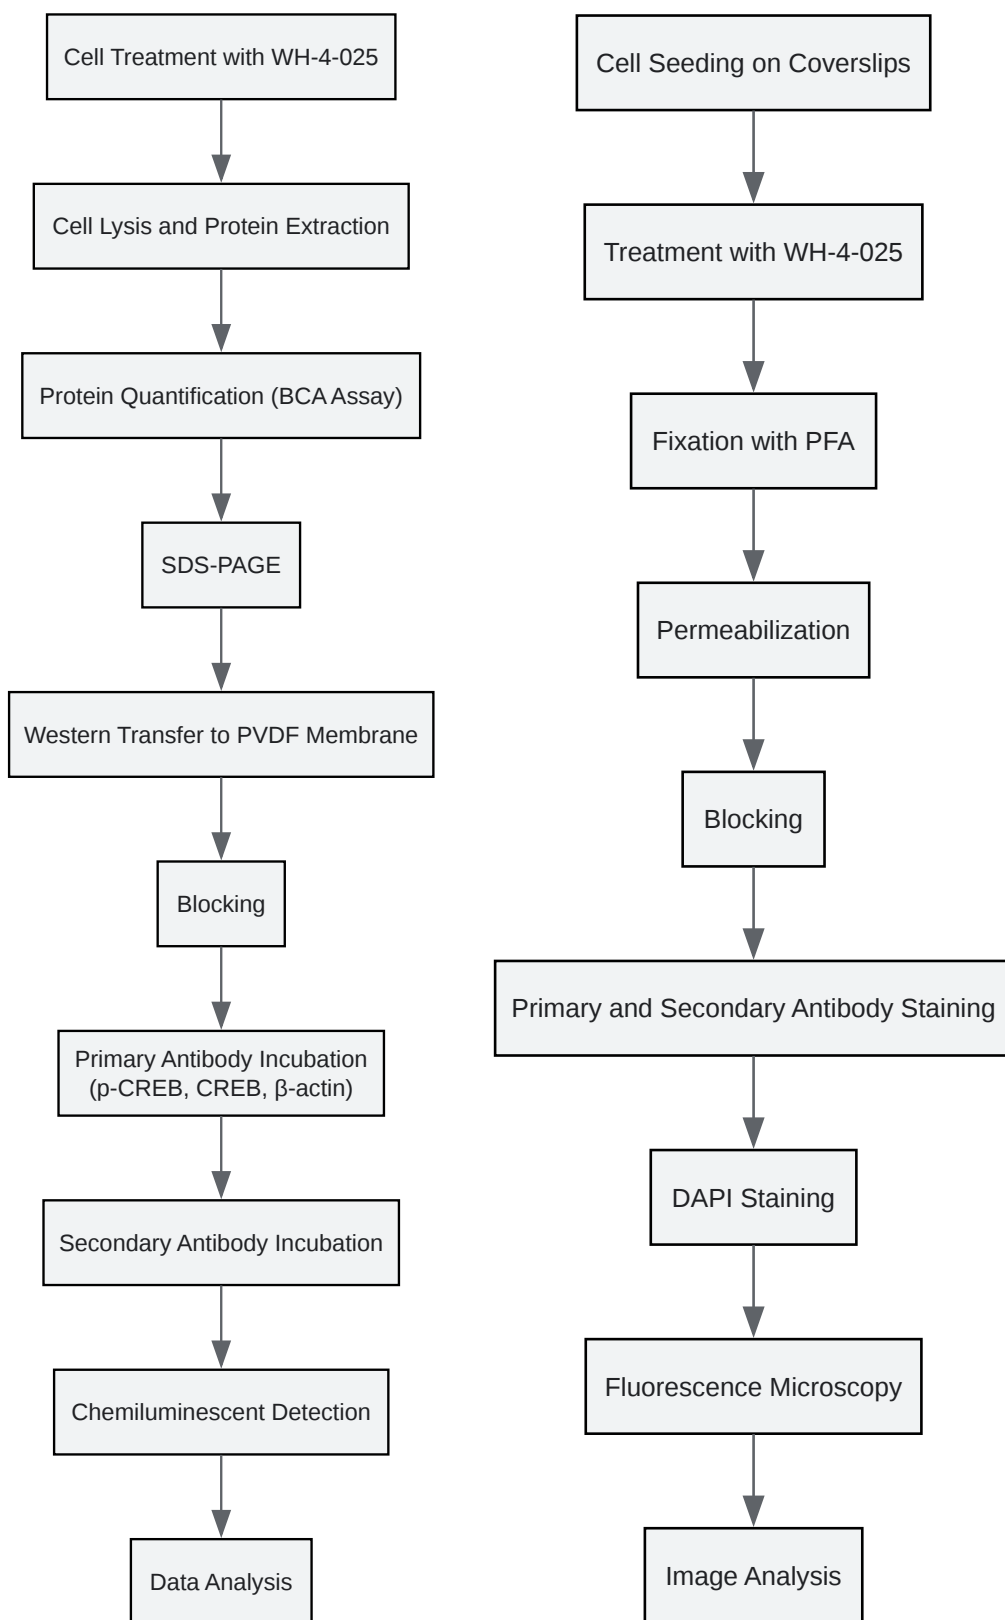 Cell Treatment with WH-4-025
Cell Lysis and Protein Extraction
Protein Quantification (BCA Assay)
SDS-PAGE
Western Transfer to PVDF Membrane
Blocking
Primary Antibody Incubation
(p-CREB, CREB, β-actin)
Secondary Antibody Incubation
Chemiluminescent Detection
Data Analysis
Cell Seeding on Coverslips
Treatment with WH-4-025
Fixation with PFA
Permeabilization
Blocking
Primary and Secondary Antibody Staining
DAPI Staining
Fluorescence Microscopy
Image Analysis